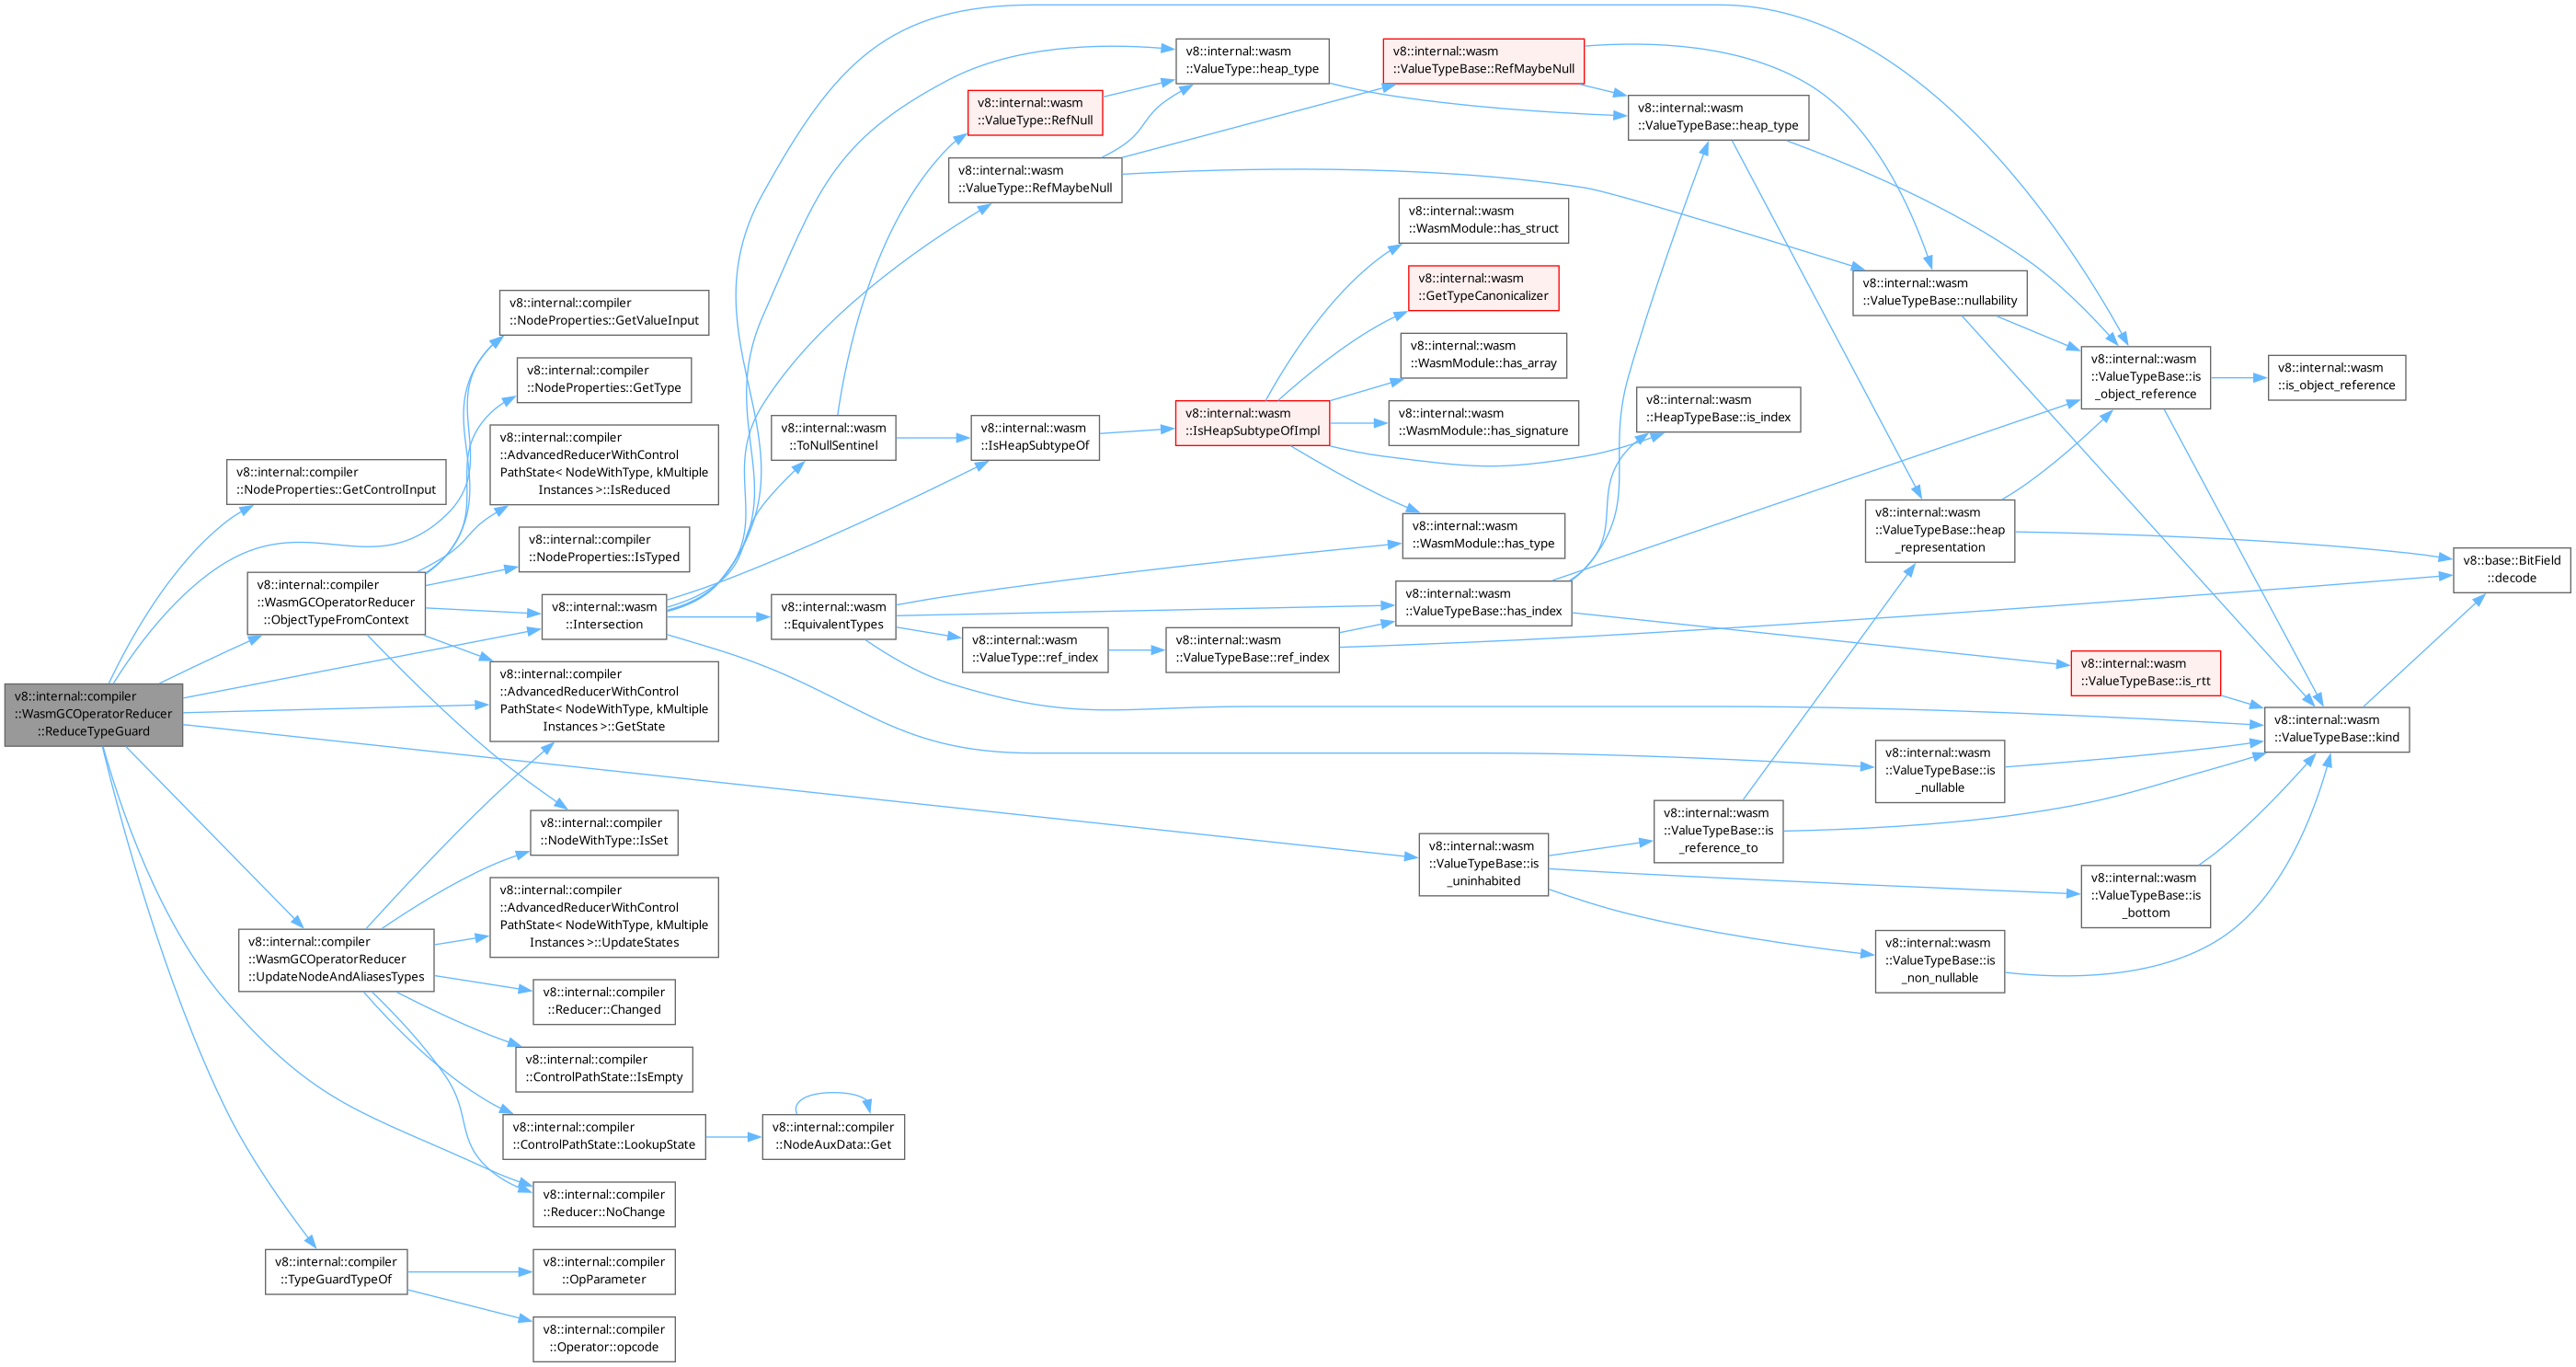 v8::internal::compiler
::WasmGCOperatorReducer
::ReduceTypeGuard
v8::internal::compiler
::NodeProperties::GetControlInput
v8::internal::compiler
::WasmGCOperatorReducer
::ObjectTypeFromContext
v8::internal::compiler
::WasmGCOperatorReducer
::UpdateNodeAndAliasesTypes
v8::internal::compiler
::TypeGuardTypeOf
v8::internal::compiler
::NodeProperties::GetValueInput
v8::internal::compiler
::NodeProperties::GetType
v8::internal::compiler
::AdvancedReducerWithControl
PathState< NodeWithType, kMultiple
Instances >::IsReduced
v8::internal::compiler
::NodeProperties::IsTyped
v8::internal::wasm
::Intersection
v8::internal::compiler
::AdvancedReducerWithControl
PathState< NodeWithType, kMultiple
Instances >::GetState
v8::internal::compiler
::NodeWithType::IsSet
v8::internal::compiler
::AdvancedReducerWithControl
PathState< NodeWithType, kMultiple
Instances >::UpdateStates
v8::internal::compiler
::Reducer::Changed
v8::internal::compiler
::ControlPathState::IsEmpty
v8::internal::compiler
::ControlPathState::LookupState
v8::internal::compiler
::Reducer::NoChange
v8::internal::compiler
::OpParameter
v8::internal::compiler
::Operator::opcode
v8::internal::wasm
::ToNullSentinel
v8::internal::wasm
::EquivalentTypes
v8::internal::compiler
::NodeAuxData::Get
v8::internal::wasm
::ValueType::RefNull
v8::internal::wasm
::ValueType::RefMaybeNull
v8::internal::wasm
::IsHeapSubtypeOf
v8::internal::wasm
::ValueType::ref_index
v8::internal::wasm
::ValueType::heap_type
v8::internal::wasm
::IsHeapSubtypeOfImpl
v8::internal::wasm
::ValueTypeBase::ref_index
v8::internal::wasm
::ValueTypeBase::RefMaybeNull
v8::internal::wasm
::WasmModule::has_struct
v8::internal::wasm
::GetTypeCanonicalizer
v8::internal::wasm
::WasmModule::has_array
v8::internal::wasm
::WasmModule::has_signature
v8::internal::wasm
::WasmModule::has_type
v8::internal::wasm
::ValueTypeBase::has_index
v8::internal::wasm
::ValueTypeBase::is
_uninhabited
v8::internal::wasm
::ValueTypeBase::heap_type
v8::internal::wasm
::HeapTypeBase::is_index
v8::internal::wasm
::ValueTypeBase::is
_reference_to
v8::internal::wasm
::ValueTypeBase::nullability
v8::internal::wasm
::ValueTypeBase::heap
_representation
v8::internal::wasm
::ValueTypeBase::is
_nullable
v8::internal::wasm
::ValueTypeBase::is
_non_nullable
v8::internal::wasm
::ValueTypeBase::is
_object_reference
v8::internal::wasm
::ValueTypeBase::is_rtt
v8::internal::wasm
::ValueTypeBase::is
_bottom
v8::internal::wasm
::is_object_reference
v8::internal::wasm
::ValueTypeBase::kind
v8::base::BitField
::decode